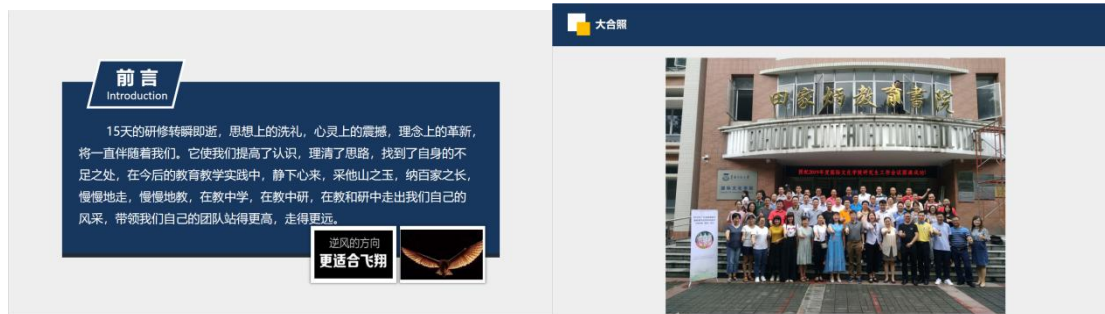 前言
Introduction
15天的研修转瞬即逝，思想上的洗礼，心灵上的震撼，理念上的革新，
将一直伴随着我们。它使我们提高了认识，理清了思路，找到了自身的不
足之处，在今后的教育教学实践中，静下心来，采他山之玉，纳百家之长，
慢慢地走，慢慢地教，在教中学，在教中研，在教和研中走出我们自己的
风采，带领我们自己的团队站得更高，走得更远。
逆风的方向
更适合飞翔
大合照
田家炳教育书院